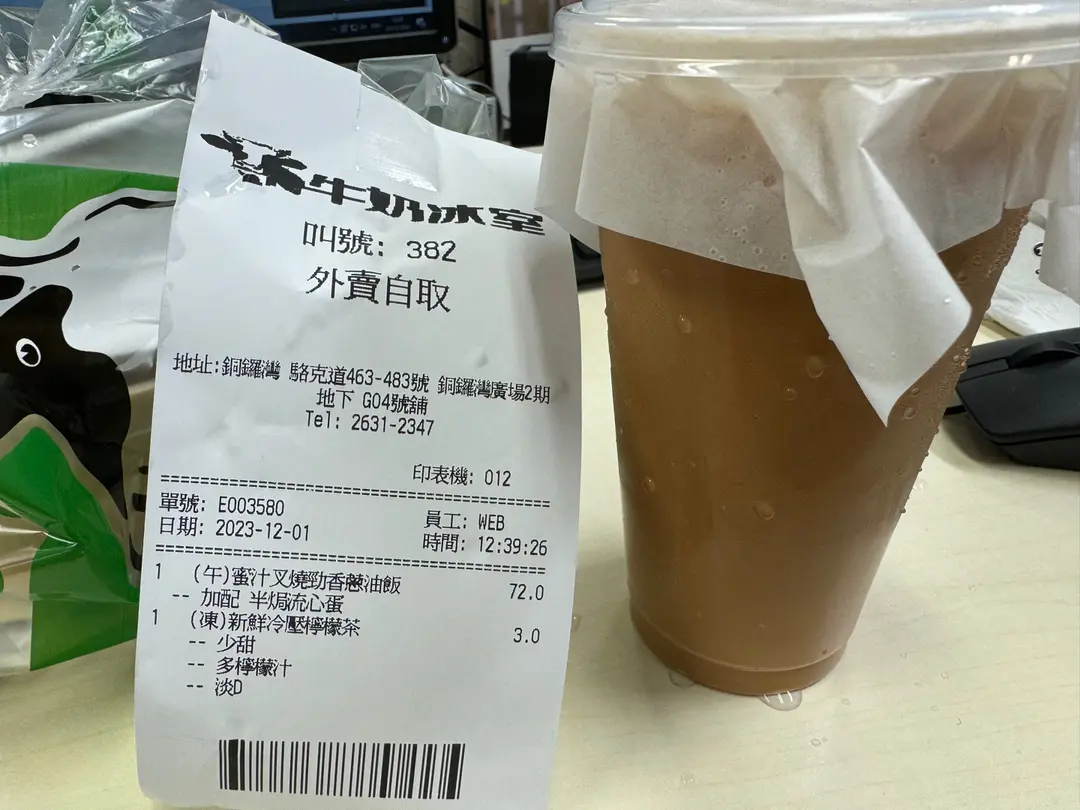 牛奶冰室
叫號: 382
外賣自取
地址:銅鑼灣 駱克道463-483號 銅鑼灣廣場2期
地下 G04號舖
Tel: 2631-2347
印表機: 012
單號: E003580
員工: WEB
日期: 2023-12-01
時間: 12:39:26
1 (午)蜜汁叉燒勁香蔥油飯 72.0
-- 加配 半焗流心蛋
1 (凍)新鮮冷壓檸檬茶 3.0
-- 少甜
-- 多檸檬汁
-- 淡D